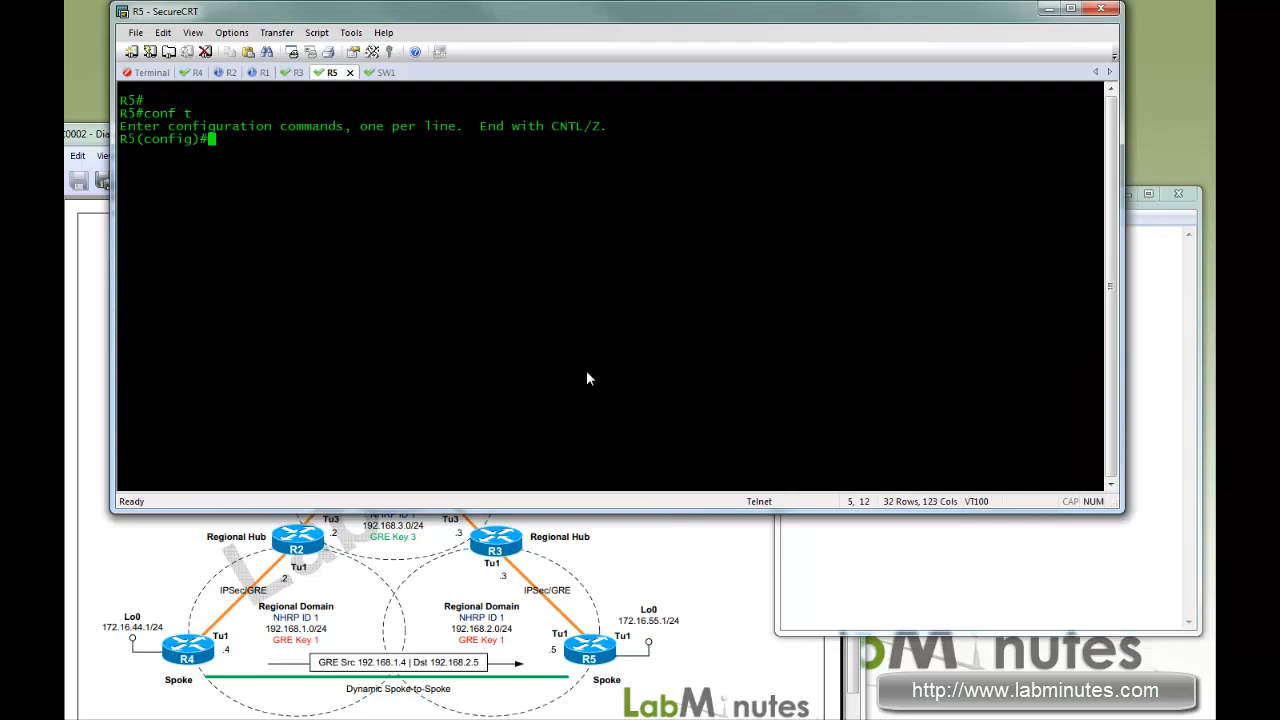 R5 - SecureCRT
File Edit View Options Transfer Script Tools Help
Terminal R4 R2 R1 R3 R5 SW1
R5#
R5#conf t
Enter configuration commands, one per line. End with CNTL/Z.
R5(config)#
Ready Telnet 5, 12 32 Rows, 123 Cols VT100 CAP NUM
Edit
Tu3 NHRP ID 1 Tu3
.2 192.168.3.0/24 .3
GRE Key 3
Regional Hub R2 R3 Regional Hub
Tu1 Tu1
.2 .3
IPSec/GRE IPSec/GRE
Regional Domain Regional Domain
NHRP ID 1 NHRP ID 1
192.168.1.0/24 192.168.2.0/24
GRE Key 1 GRE Key 1
Lo0 Lo0
172.16.44.1/24 172.16.55.1/24
Tu1 Tu1 Tu1
.4 .5
R4 R5
GRE Src 192.168.1.4 | Dst 192.168.2.5
Spoke Spoke
Dynamic Spoke-to-Spoke
LabMinutes
http://www.labminutes.com